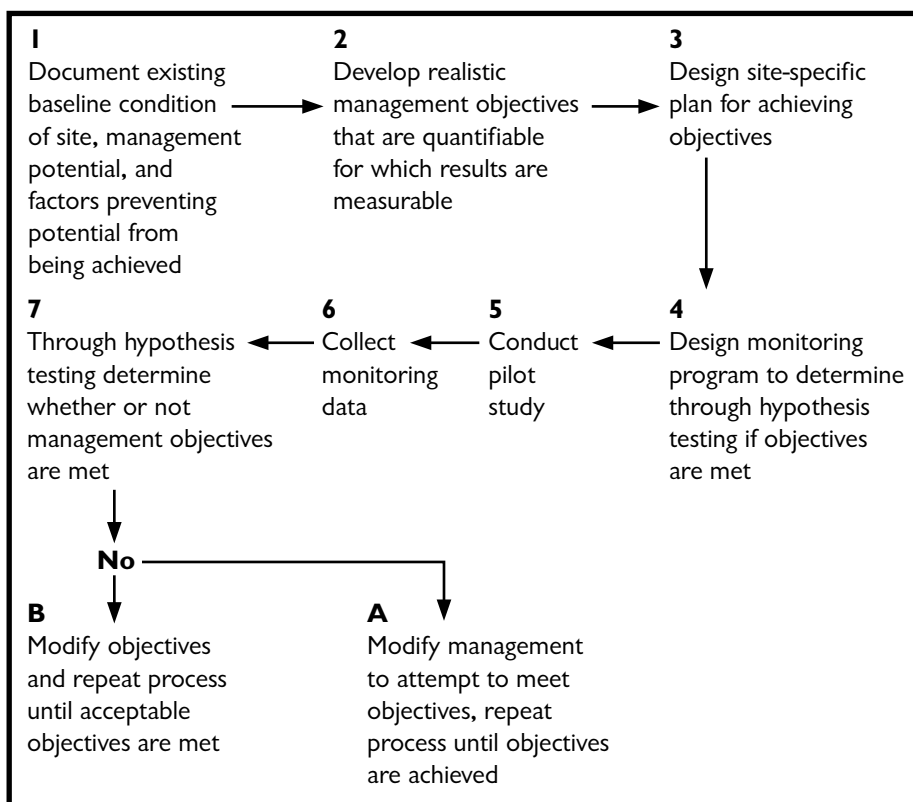 1
Document existing
baseline condition
of site, management
potential, and
factors preventing
potential from
being achieved
2
Develop realistic
management objectives
that are quantifiable
for which results are
measurable
3
Design site-specific
plan for achieving
objectives
4
Design monitoring
program to determine
through hypothesis
testing if objectives
are met
5
Conduct
pilot
study
6
Collect
monitoring
data
7
Through hypothesis
testing determine
whether or not
management objectives
are met
No
B
Modify objectives
and repeat process
until acceptable
objectives are met
A
Modify management
to attempt to meet
objectives, repeat
process until objectives
are achieved